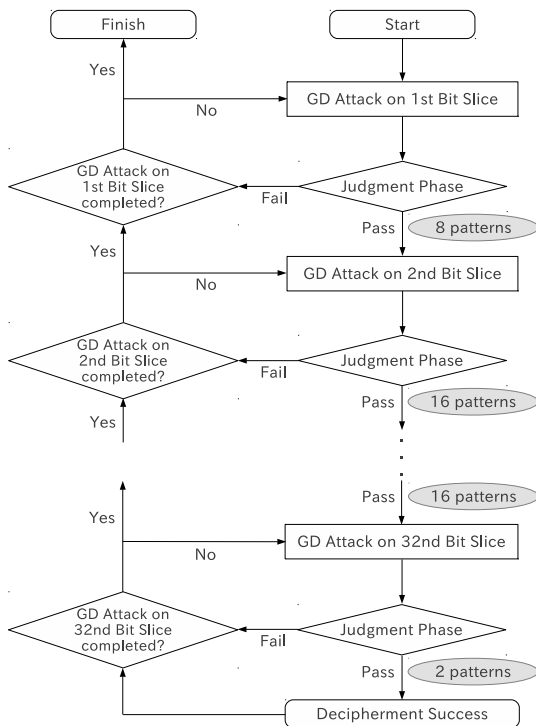 Finish
Start
Yes
GD Attack on 1st Bit Slice
No
GD Attack on
1st Bit Slice
completed?
Judgment Phase
Fail
Pass
8 patterns
Yes
GD Attack on 2nd Bit Slice
No
GD Attack on
2nd Bit Slice
completed?
Judgment Phase
Fail
Pass
16 patterns
Yes
Pass
16 patterns
Yes
GD Attack on 32nd Bit Slice
No
GD Attack on
32nd Bit Slice
completed?
Judgment Phase
Fail
Pass
2 patterns
Decipherment Success